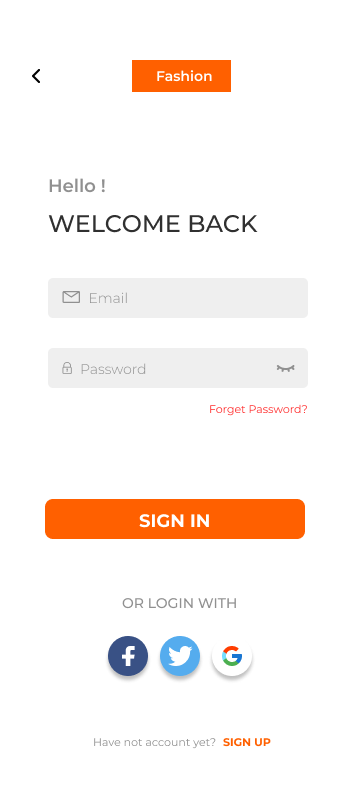 Fashion
Hello !
WELCOME BACK
Email
Password
Forget Password?
SIGN IN
OR LOGIN WITH
Have not account yet? SIGN UP